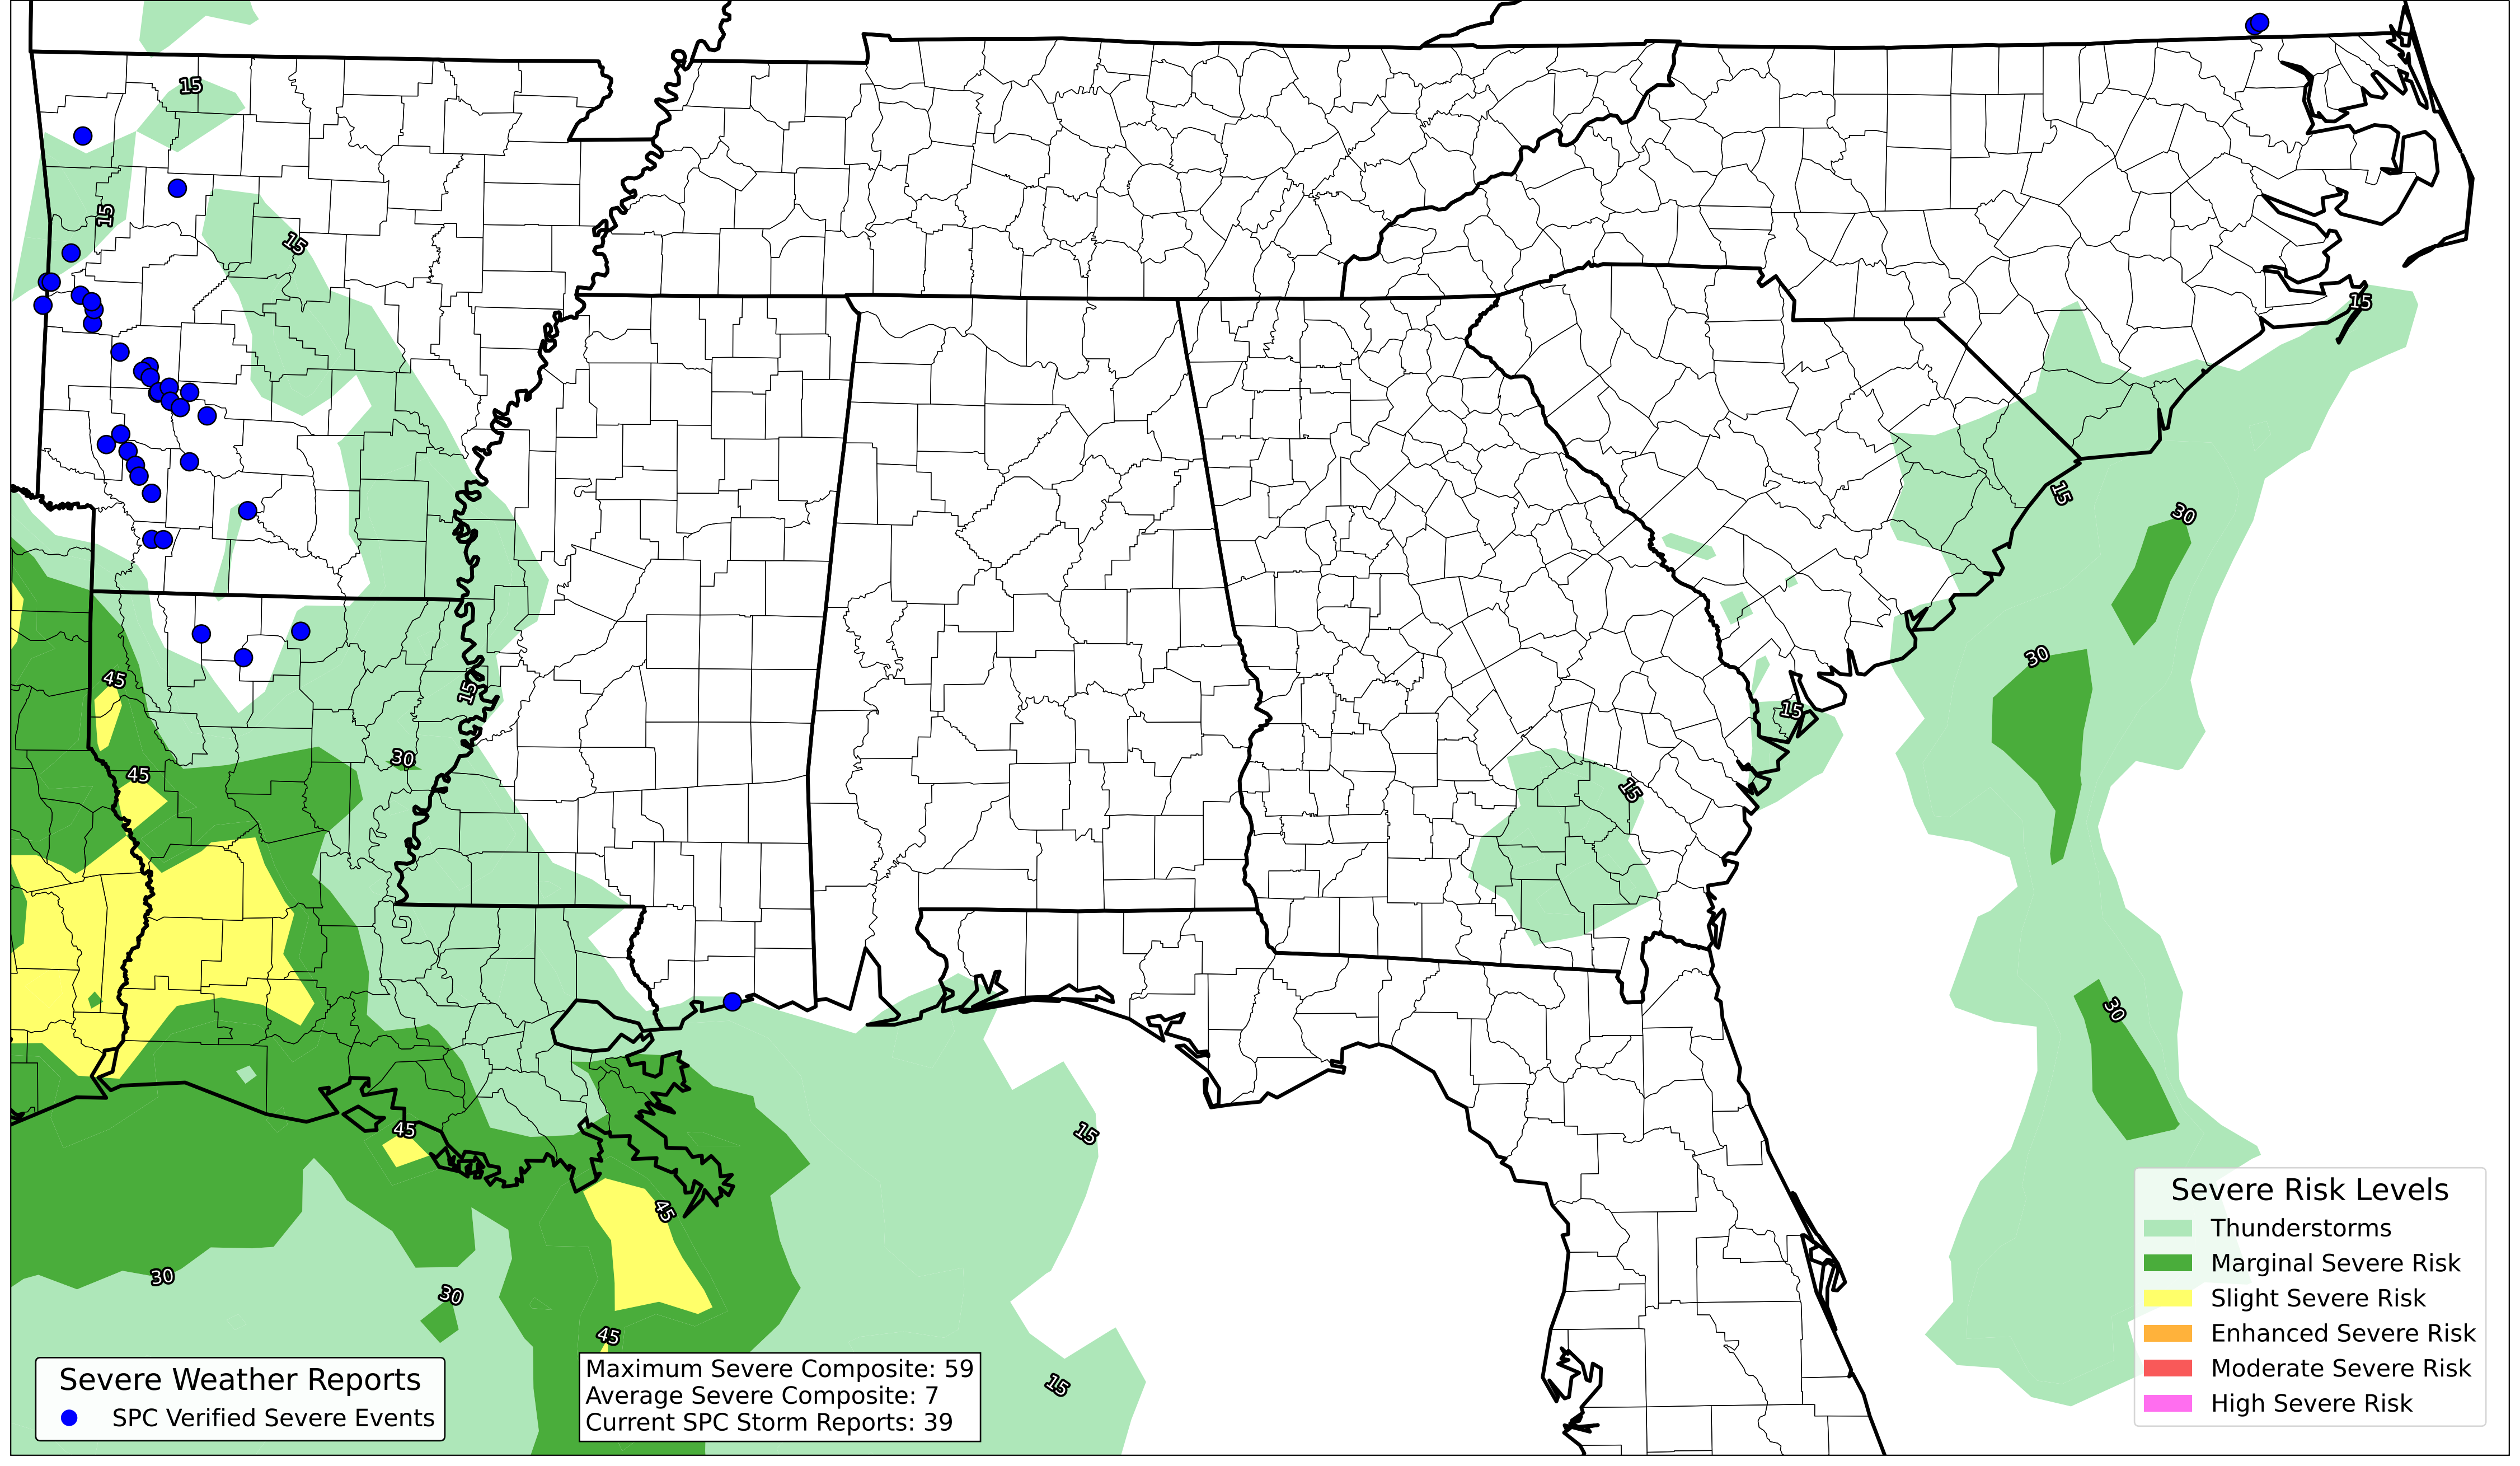 15
15
15
15
15
30
30
45
15
15
45
30
15
30
45
15
45
30
30
45
15
Severe Risk Levels
Thunderstorms
Marginal Severe Risk
Slight Severe Risk
Enhanced Severe Risk
Moderate Severe Risk
High Severe Risk
Severe Weather Reports
SPC Verified Severe Events
Maximum Severe Composite: 59
Average Severe Composite: 7
Current SPC Storm Reports: 39